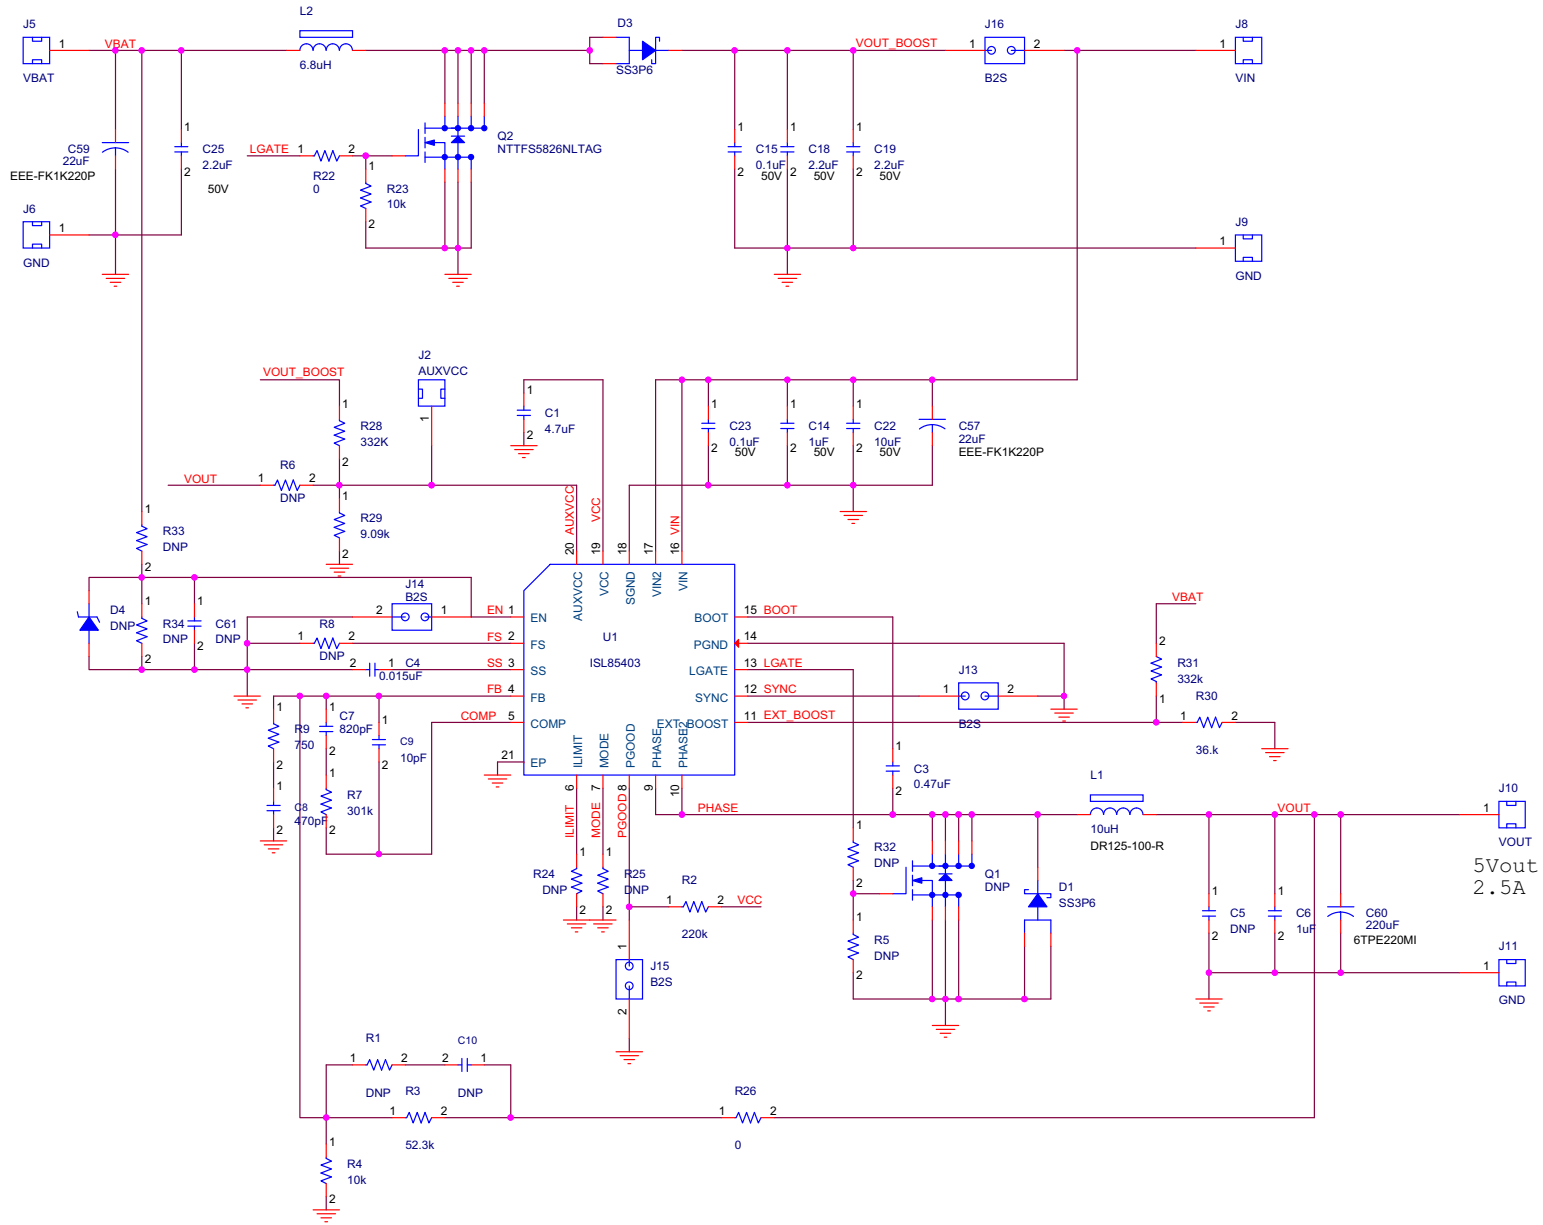 J5
1
VBAT
VBAT
L2
6.8uH
D3
SS3P6
VOUT_BOOST
J16
1
2
B2S
J8
1
VIN
C59
22uF
EEE-FK1K220P
1
2
C25
2.2uF
50V
LGATE
1
2
R22
0
1
2
R23
10k
Q2
NTTFS5826NLTAG
1
2
C15
0.1uF
50V
1
2
C18
2.2uF
50V
1
2
C19
2.2uF
50V
J6
1
GND
J9
1
GND
VOUT_BOOST
J2
AUXVCC
1
1
2
R28
332K
1
2
C1
4.7uF
1
2
C23
0.1uF
50V
1
2
C14
1uF
50V
1
2
C22
10uF
50V
C57
22uF
EEE-FK1K220P
VOUT
1
2
R6
DNP
1
2
R29
9.09k
AUXVCC
VCC
VIN
20
19
18
17
16
1
2
R33
DNP
D4
DNP
1
2
R34
DNP
1
2
C61
DNP
J14
B2S
2
1
1
2
R8
DNP
2
1
C4
0.015uF
EN
1
FS
2
SS
3
FB
4
COMP
5
21
AUXVCC
VCC
SGND
VIN2
VIN
EN
FS
SS
FB
COMP
EP
U1
ISL85403
BOOT
PGND
LGATE
SYNC
EXT_BOOST
ILIMIT
MODE
PGOOD
PHASE
PHASE2
15
BOOT
14
13
LGATE
12
SYNC
11
EXT_BOOST
J13
1
2
B2S
VBAT
2
1
R31
332k
R30
1
2
36.k
1
2
R9
750
1
2
C8
470pF
1
2
C7
820pF
1
2
R7
301k
1
2
C9
10pF
6
7
8
9
10
ILIMIT
MODE
PGOOD
PHASE
1
2
C3
0.47uF
L1
10uH
DR125-100-R
VOUT
J10
1
VOUT
5Vout
2.5A
1
2
R24
DNP
1
2
R25
DNP
R2
1
2
VCC
220k
1
2
R32
DNP
1
2
R5
DNP
Q1
DNP
D1
SS3P6
1
2
C5
DNP
1
2
C6
1uF
C60
220uF
6TPE220MI
J11
1
GND
1
2
J15
B2S
R1
1
2
DNP
C10
2
1
DNP
R3
1
2
52.3k
R26
1
2
0
1
2
R4
10k